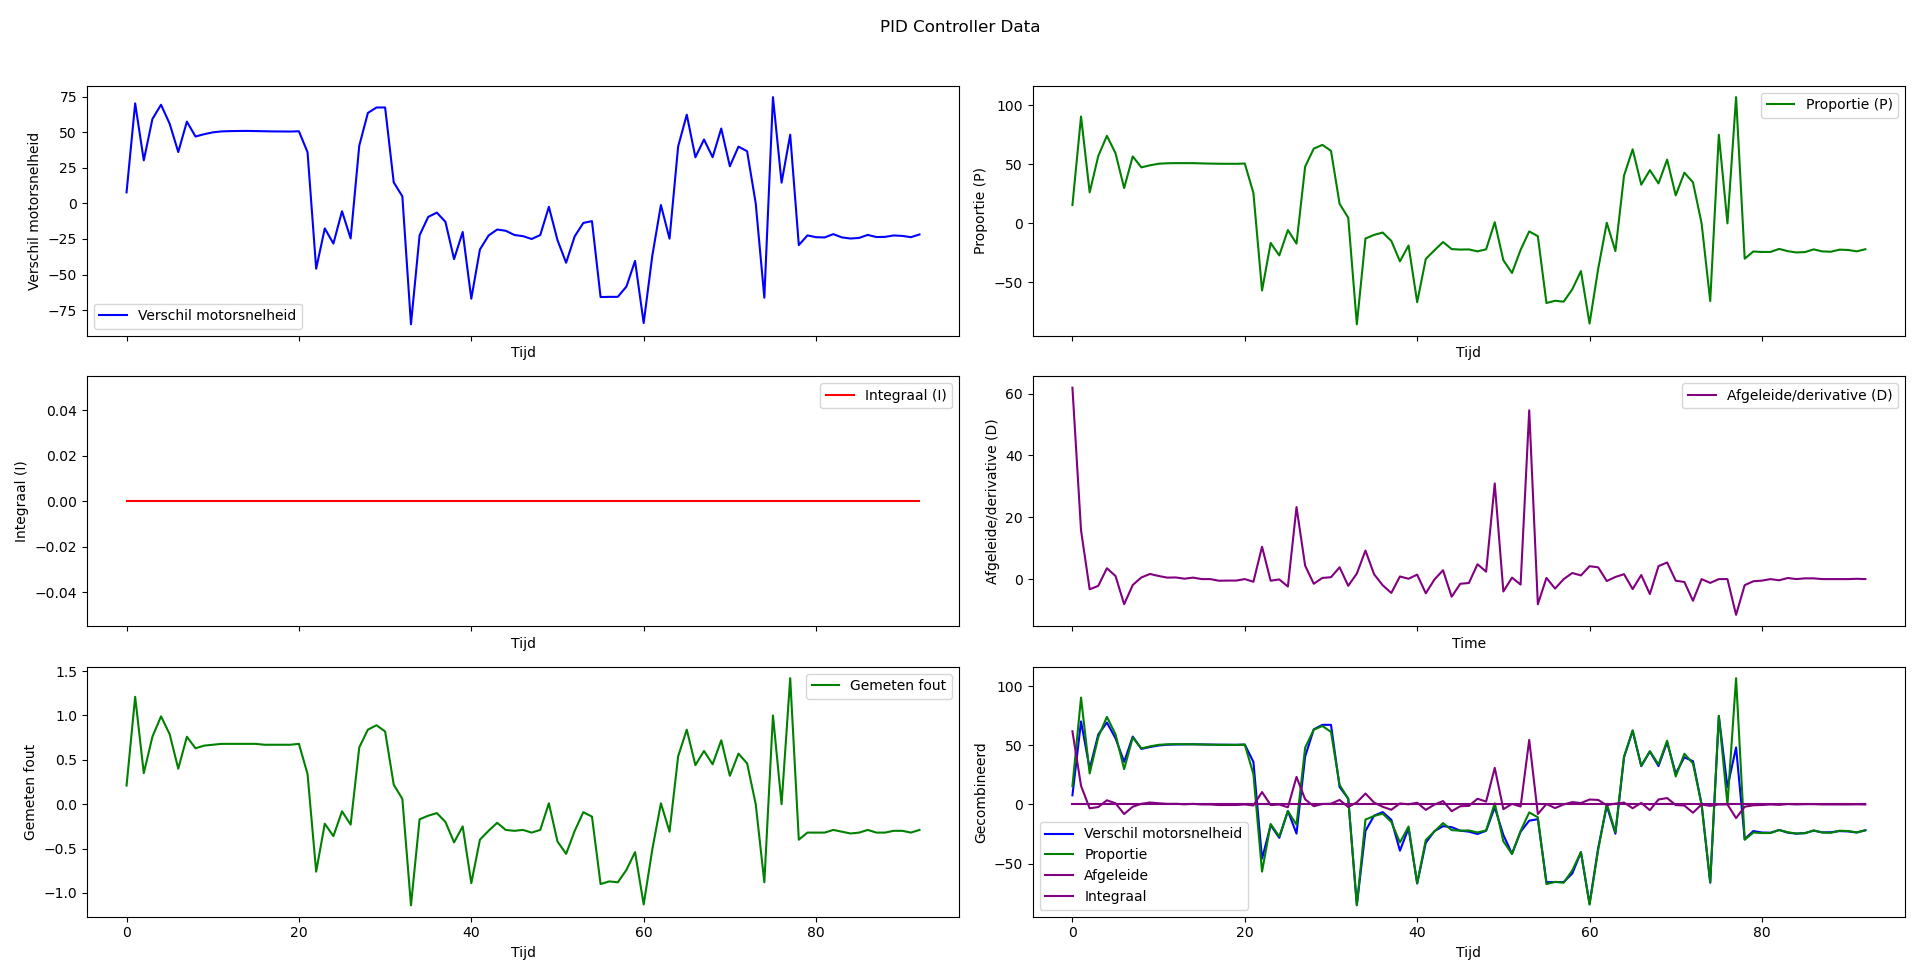 PID Controller Data
75
50
25
0
−25
−50
−75
Verschil motorsnelheid
Verschil motorsnelheid
Tijd
100
50
0
−50
Proportie (P)
Proportie (P)
Tijd
0.04
0.02
0.00
−0.02
−0.04
Integraal (I)
Integraal (I)
Tijd
60
40
20
0
Afgeleide/derivative (D)
Afgeleide/derivative (D)
Time
1.5
1.0
0.5
0.0
−0.5
−1.0
Gemeten fout
Gemeten fout
0 20 40 60 80
Tijd
100
50
0
−50
Gecombineerd
Verschil motorsnelheid
Proportie
Afgeleide
Integraal
0 20 40 60 80
Tijd